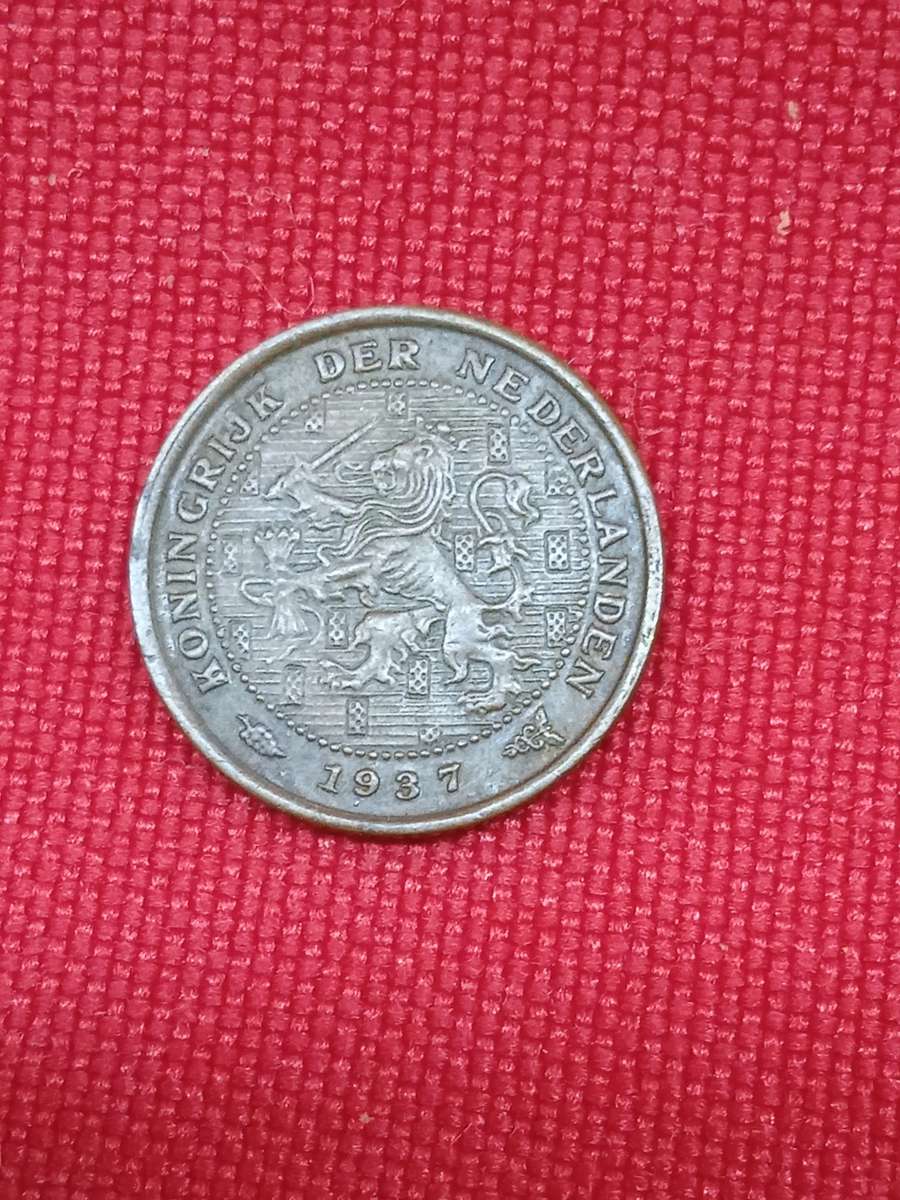 KONINGRIJK DER NEDERLANDEN
1937